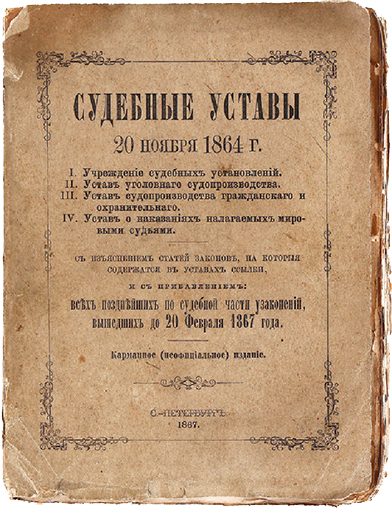 СУДЕБНЫЕ УСТАВЫ
20 НОЯБРЯ 1864 Г.
I. Учрежденіе судебныхъ установленій.
II. Уставъ уголовнаго судопроизводства.
III. Уставъ судопроизводства гражданскаго и
охранительнаго.
IV. Уставъ о наказаніяхъ налагаемыхъ миро-
выми судьями.
СЪ ИЗЪЯСНЕНІЕМЪ СТАТЕЙ ЗАКОНОВЪ, НА КОТОРЫЯ
СОДЕРЖАТСЯ ВЪ УСТАВАХЪ ССЫЛКИ,
И СЪ ПРИБАВЛЕНІЕМЪ:
всѣхъ позднѣйшихъ по судебной части узаконеній,
вышедшихъ до 20 Февраля 1867 года.
Карманное (неофиціальное) изданіе.
С.-ПЕТЕРБУРГЪ.
1867.